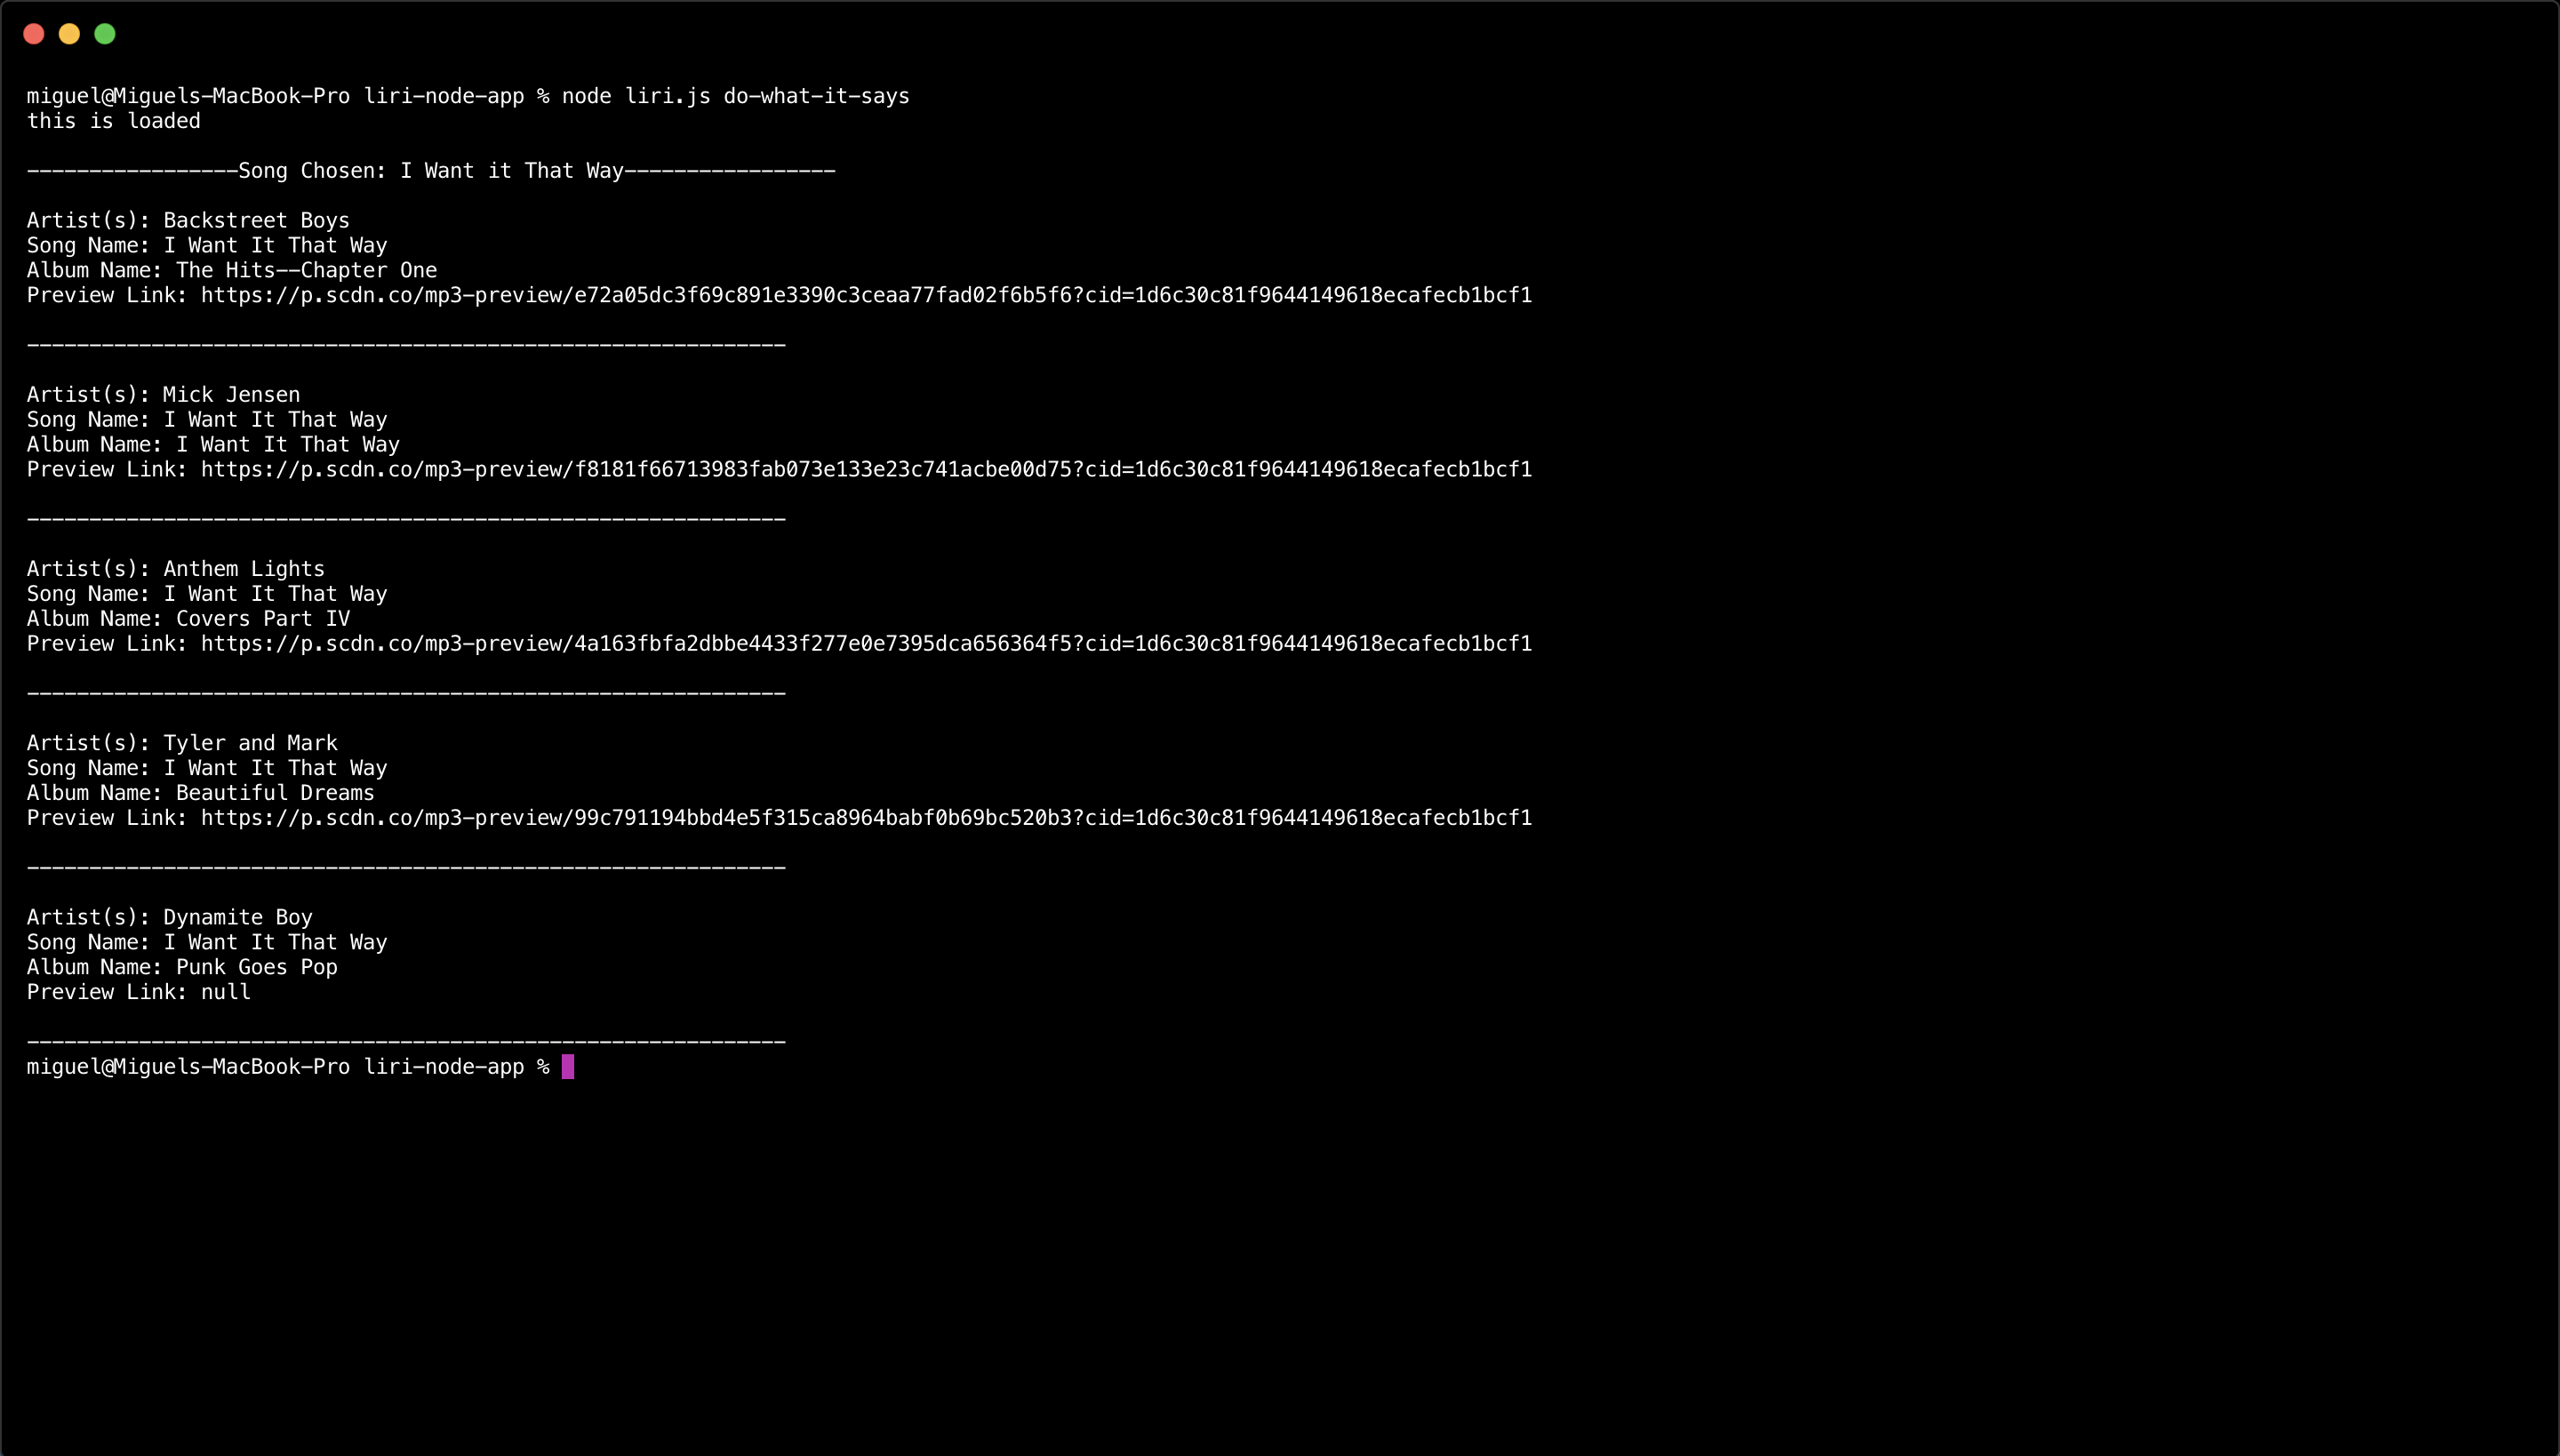 miguel@Miguels-MacBook-Pro liri-node-app % node liri.js do-what-it-says
this is loaded
-----------------Song Chosen: I Want it That Way-----------------
Artist(s): Backstreet Boys
Song Name: I Want It That Way
Album Name: The Hits--Chapter One
Preview Link: https://p.scdn.co/mp3-preview/e72a05dc3f69c891e3390c3ceaa77fad02f6b5f6?cid=1d6c30c81f9644149618ecafecb1bcf1
-------------------------------------------------------------
Artist(s): Mick Jensen
Song Name: I Want It That Way
Album Name: I Want It That Way
Preview Link: https://p.scdn.co/mp3-preview/f8181f66713983fab073e133e23c741acbe00d75?cid=1d6c30c81f9644149618ecafecb1bcf1
-------------------------------------------------------------
Artist(s): Anthem Lights
Song Name: I Want It That Way
Album Name: Covers Part IV
Preview Link: https://p.scdn.co/mp3-preview/4a163fbfa2dbbe4433f277e0e7395dca656364f5?cid=1d6c30c81f9644149618ecafecb1bcf1
-------------------------------------------------------------
Artist(s): Tyler and Mark
Song Name: I Want It That Way
Album Name: Beautiful Dreams
Preview Link: https://p.scdn.co/mp3-preview/99c791194bbd4e5f315ca8964babf0b69bc520b3?cid=1d6c30c81f9644149618ecafecb1bcf1
-------------------------------------------------------------
Artist(s): Dynamite Boy
Song Name: I Want It That Way
Album Name: Punk Goes Pop
Preview Link: null
-------------------------------------------------------------
miguel@Miguels-MacBook-Pro liri-node-app %